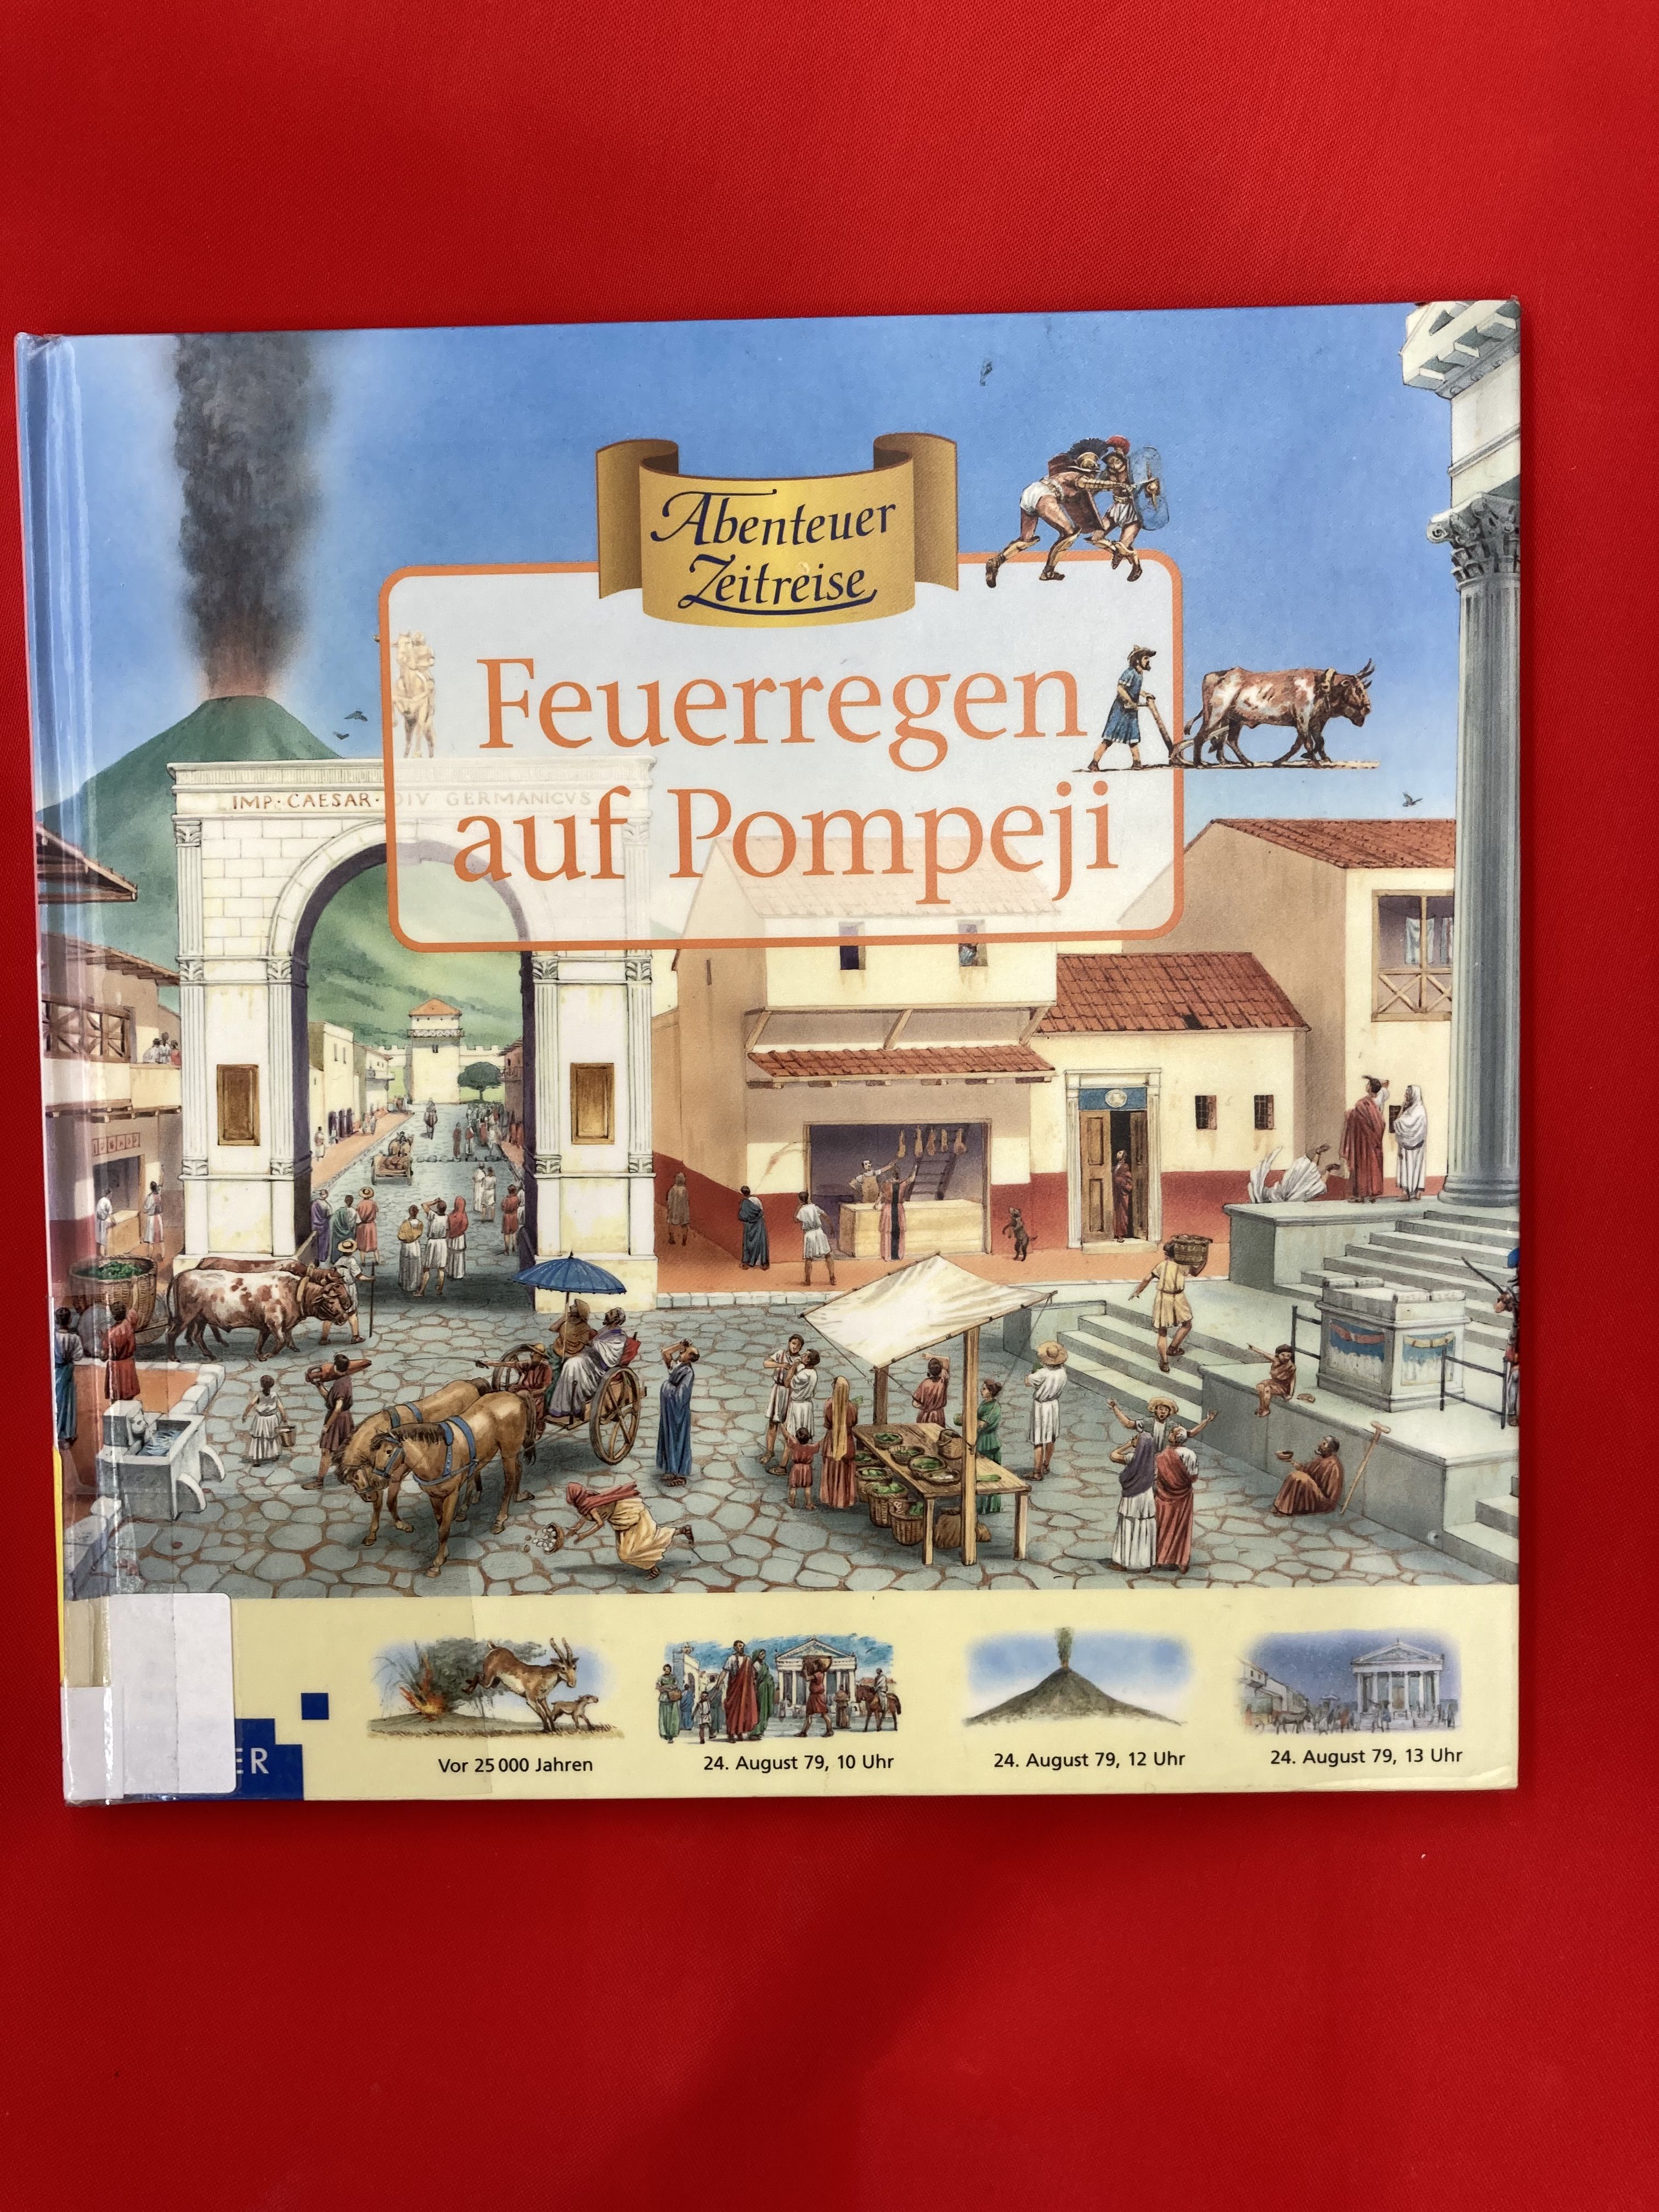 Abenteuer
Zeitreise
Feuerregen
auf Pompeji
IMP·CAESAR·DIV GERMANICVS
ER
Vor 25 000 Jahren
24. August 79, 10 Uhr
24. August 79, 12 Uhr
24. August 79, 13 Uhr